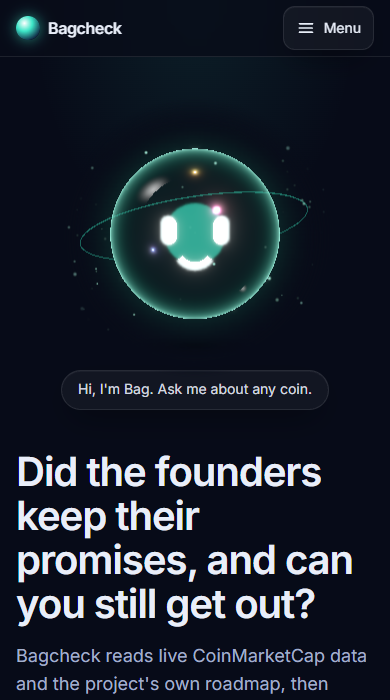 Bagcheck
Menu
Hi, I'm Bag. Ask me about any coin.
Did the founders
keep their
promises, and can
you still get out?
Bagcheck reads live CoinMarketCap data
and the project's own roadmap, then